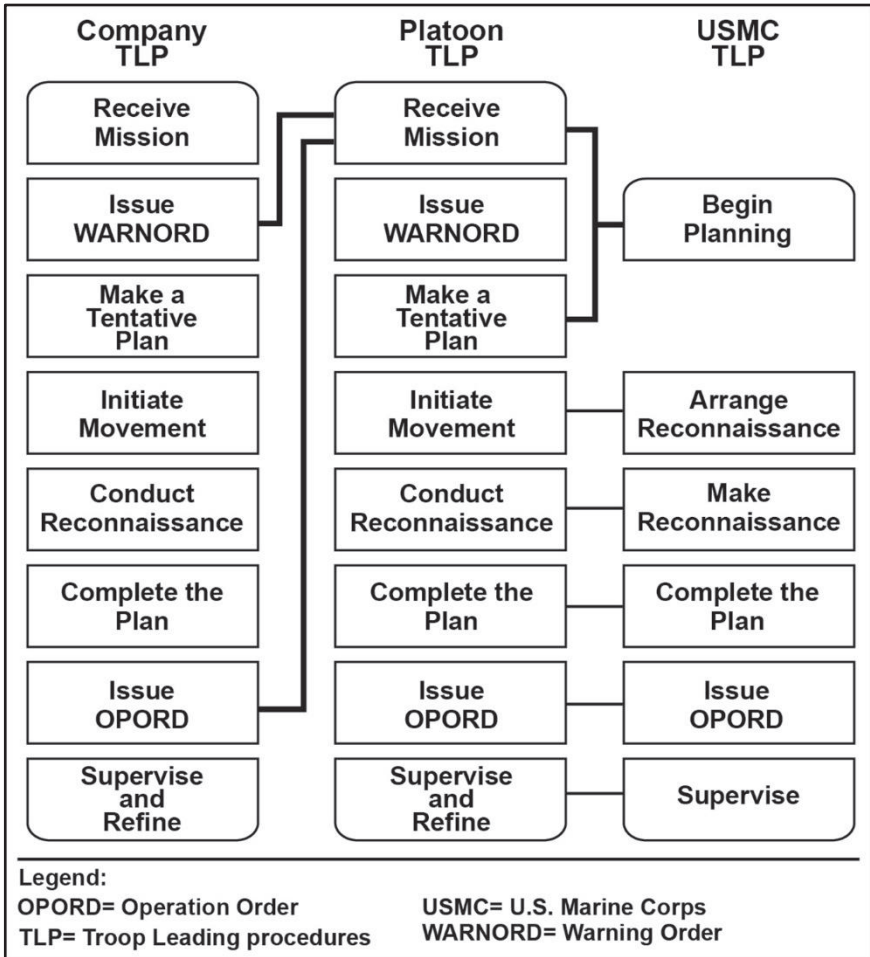 Company
TLP
Receive
Mission
Issue
WARNORD
Make a
Tentative
Plan
Initiate
Movement
Conduct
Reconnaissance
Complete the
Plan
Issue
OPORD
Supervise
and
Refine
Platoon
TLP
Receive
Mission
Issue
WARNORD
Make a
Tentative
Plan
Initiate
Movement
Conduct
Reconnaissance
Complete the
Plan
Issue
OPORD
Supervise
and
Refine
USMC
TLP
Begin
Planning
Arrange
Reconnaissance
Make
Reconnaissance
Complete the
Plan
Issue
OPORD
Supervise
Legend:
OPORD= Operation Order
TLP= Troop Leading procedures
USMC= U.S. Marine Corps
WARNORD= Warning Order